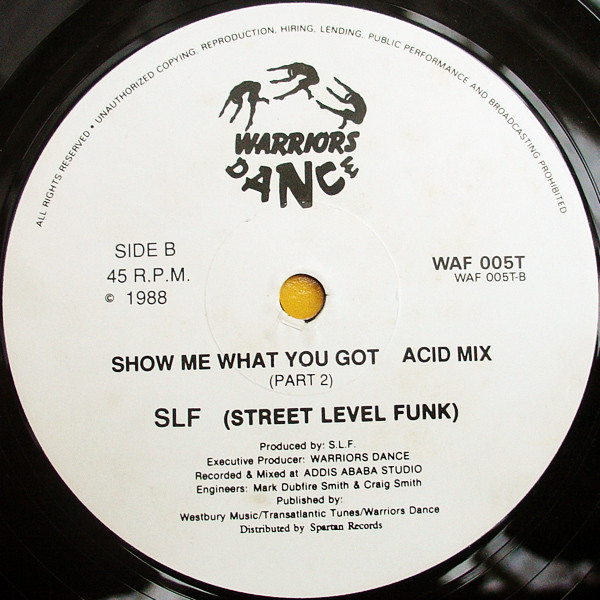 ALL RIGHTS RESERVED • UNAUTHORIZED COPYING, REPRODUCTION, HIRING, LENDING, PUBLIC PERFORMANCE AND BROADCASTING PROHIBITED
WARRIORS
DANCE
SIDE B
45 R.P.M.
© 1988
WAF 005T
WAF 005T-B
SHOW ME WHAT YOU GOT ACID MIX
(PART 2)
SLF (STREET LEVEL FUNK)
Produced by: S.L.F.
Executive Producer: WARRIORS DANCE
Recorded & Mixed at ADDIS ABABA STUDIO
Engineers: Mark Dubfire Smith & Craig Smith
Published by:
Westbury Music/Transatlantic Tunes/Warriors Dance
Distributed by Spartan Records